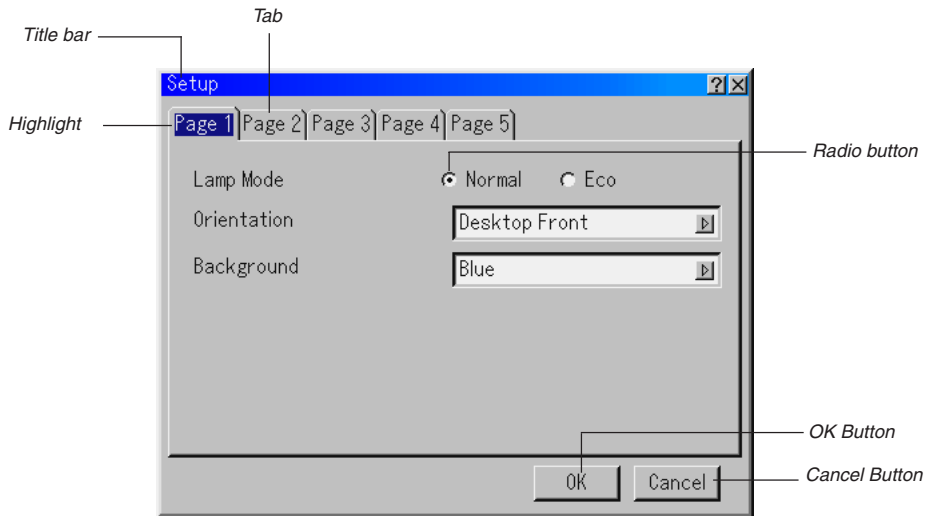 Tab
Title bar
Setup
Highlight
Page 1 Page 2 Page 3 Page 4 Page 5
Radio button
Lamp Mode Normal Eco
Orientation Desktop Front
Background Blue
OK Button
OK Cancel
Cancel Button